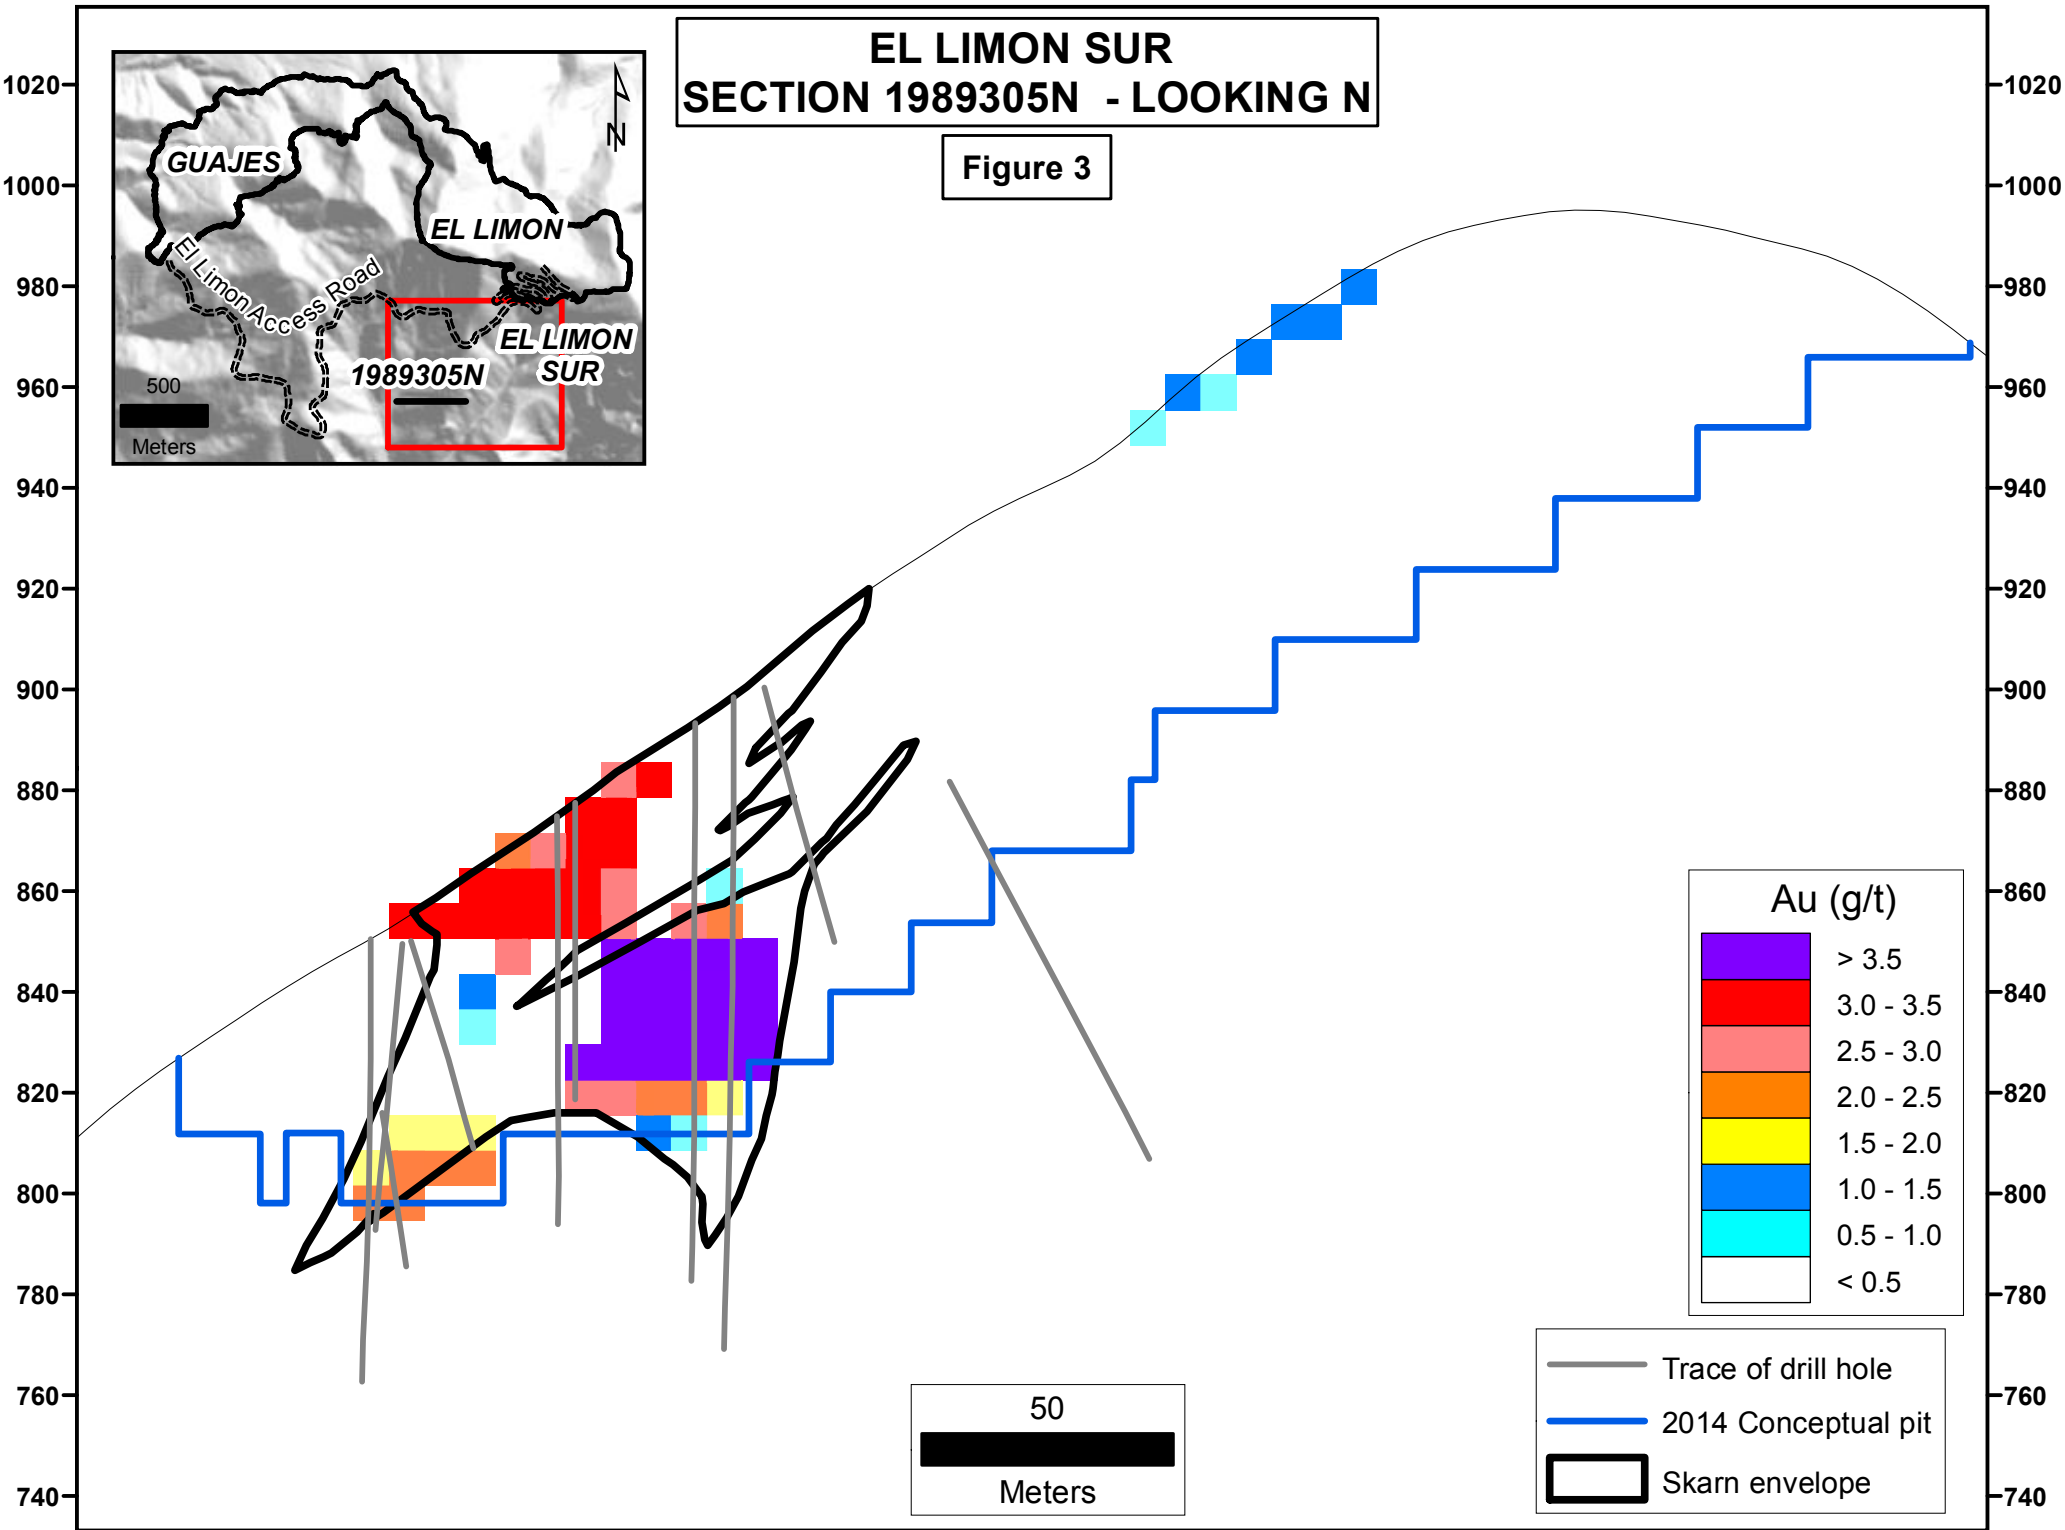 EL LIMON SUR
SECTION 1989305N - LOOKING N
Figure 3
GUAJES
EL LIMON
El Limon Access Road
EL LIMON
SUR
1989305N
500
Meters
N
1020
1000
980
960
940
920
900
880
860
840
820
800
780
760
740
1020
1000
980
960
940
920
900
880
860
840
820
800
780
760
740
Au (g/t)
> 3.5
3.0 - 3.5
2.5 - 3.0
2.0 - 2.5
1.5 - 2.0
1.0 - 1.5
0.5 - 1.0
< 0.5
50
Meters
Trace of drill hole
2014 Conceptual pit
Skarn envelope